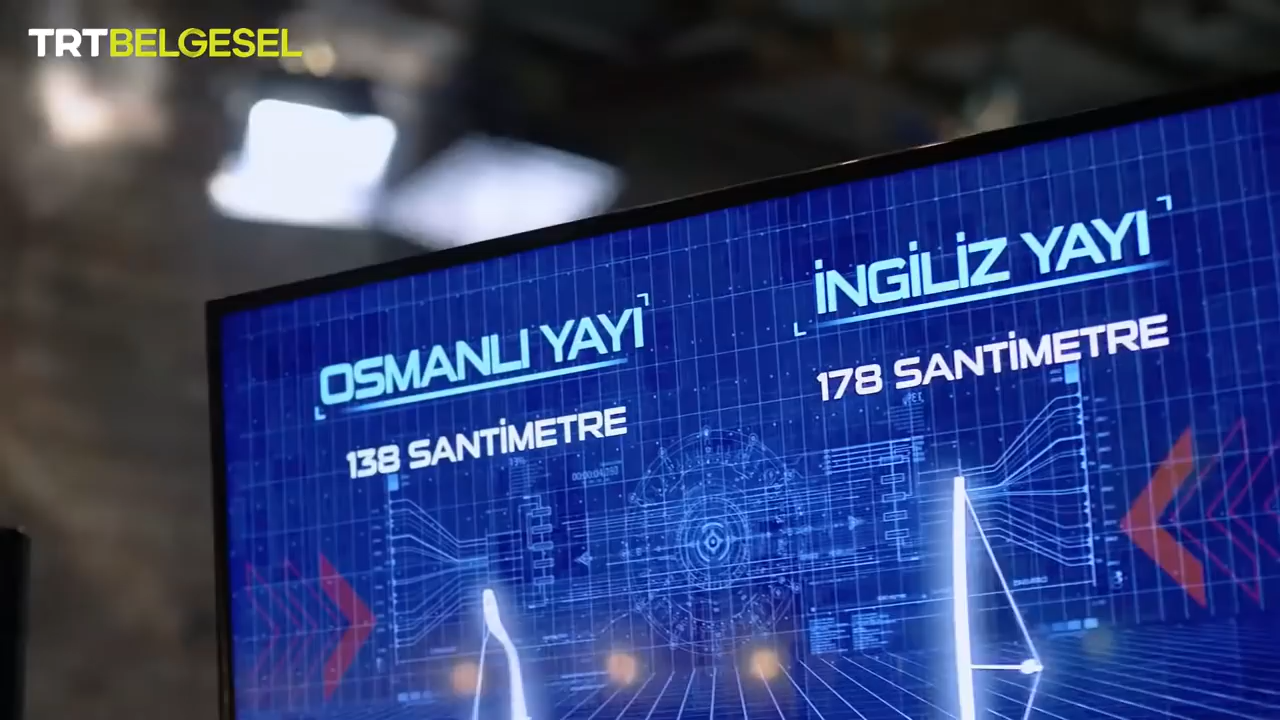 TRTBELGESEL
OSMANLI YAYI
138 SANTİMETRE
İNGİLİZ YAYI
178 SANTİMETRE